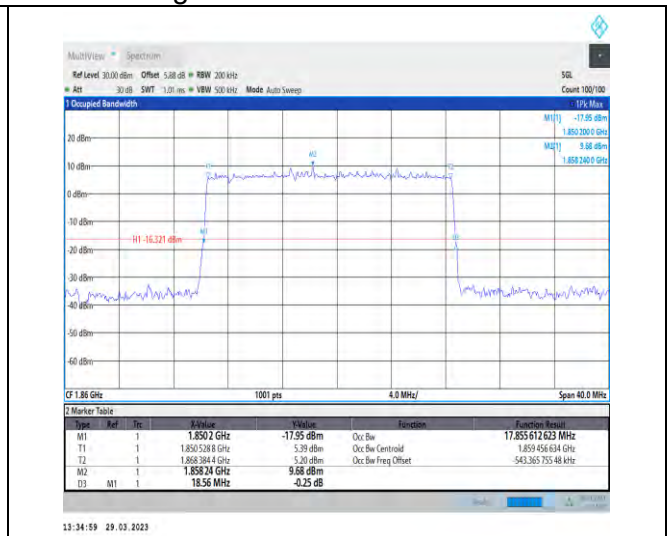 MultiView Spectrum
Ref Level 30.00 dBm Offset 5.88 dB RBW 200 kHz SGL
Att 30 dB SWT 1.01 ms VBW 500 kHz Mode Auto Sweep Count 100/100
1 Occupied Bandwidth 1Pk Max
M1[1] -17.95 dBm
1.850 200 0 GHz
M2[1] 9.68 dBm
1.858 240 0 GHz
20 dBm
M2
10 dBm
T1 T2
0 dBm
-10 dBm
M1 D3
H1 -16.321 dBm
-20 dBm
-30 dBm
-40 dBm
-50 dBm
-60 dBm
CF 1.86 GHz 1001 pts 4.0 MHz/ Span 40.0 MHz
2 Marker Table
Type Ref Trc X-Value Y-Value Function Function Result
M1 1 1.8502 GHz -17.95 dBm Occ Bw 17.855 612 623 MHz
T1 1 1.850 528 8 GHz 5.39 dBm Occ Bw Centroid 1.859 456 634 GHz
T2 1 1.868 384 4 GHz 5.20 dBm Occ Bw Freq Offset -543.365 755 48 kHz
M2 1 1.85824 GHz 9.68 dBm
D3 M1 1 18.56 MHz -0.25 dB
13:34:59 29.03.2023